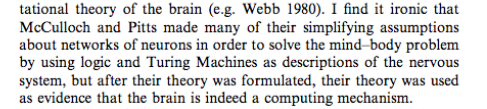 tational theory of the brain (e.g. Webb 1980). I find it ironic that
McCulloch and Pitts made many of their simplifying assumptions
about networks of neurons in order to solve the mind–body problem
by using logic and Turing Machines as descriptions of the nervous
system, but after their theory was formulated, their theory was used
as evidence that the brain is indeed a computing mechanism.